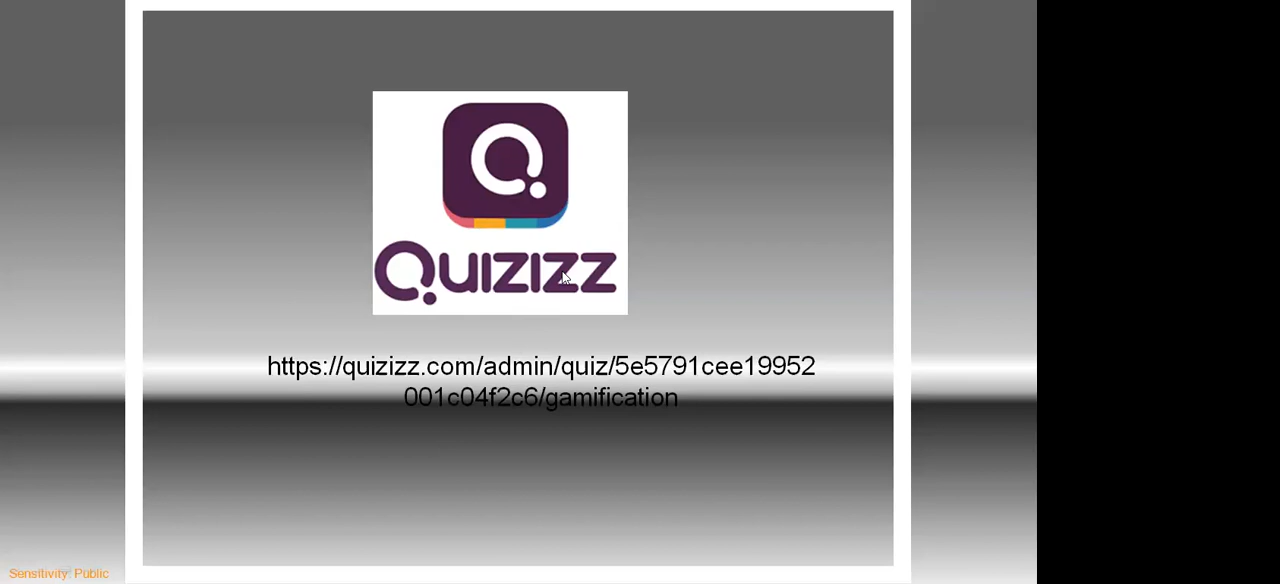 Quizizz
https://quizizz.com/admin/quiz/5e5791cee19952
001c04f2c6/gamification
Sensitivity: Public